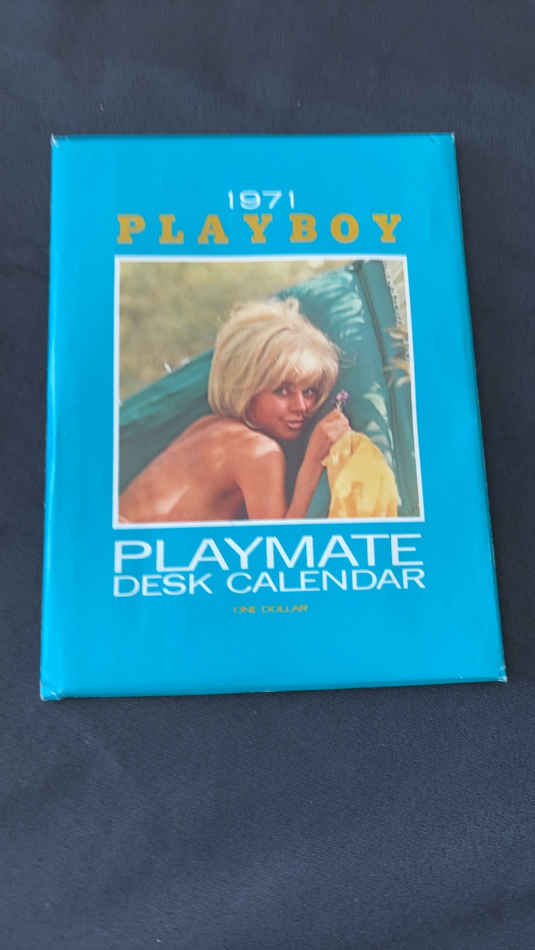 1971
PLAYBOY
PLAYMATE
DESK CALENDAR
ONE DOLLAR